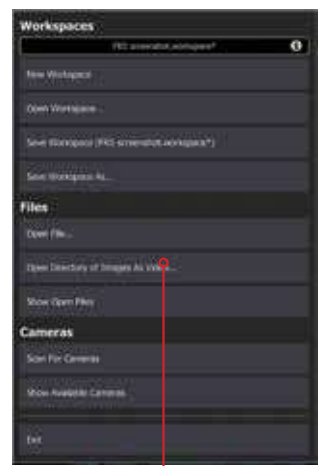 Workspaces
FRS screenshot.workspace*
New Workspace
Open Workspace...
Save Workspace (FRS screenshot.workspace*)
Save Workspace As...
Files
Open File...
Open Directory of Images As Video...
Show Open Files
Cameras
Scan For Cameras
Show Available Cameras
Exit